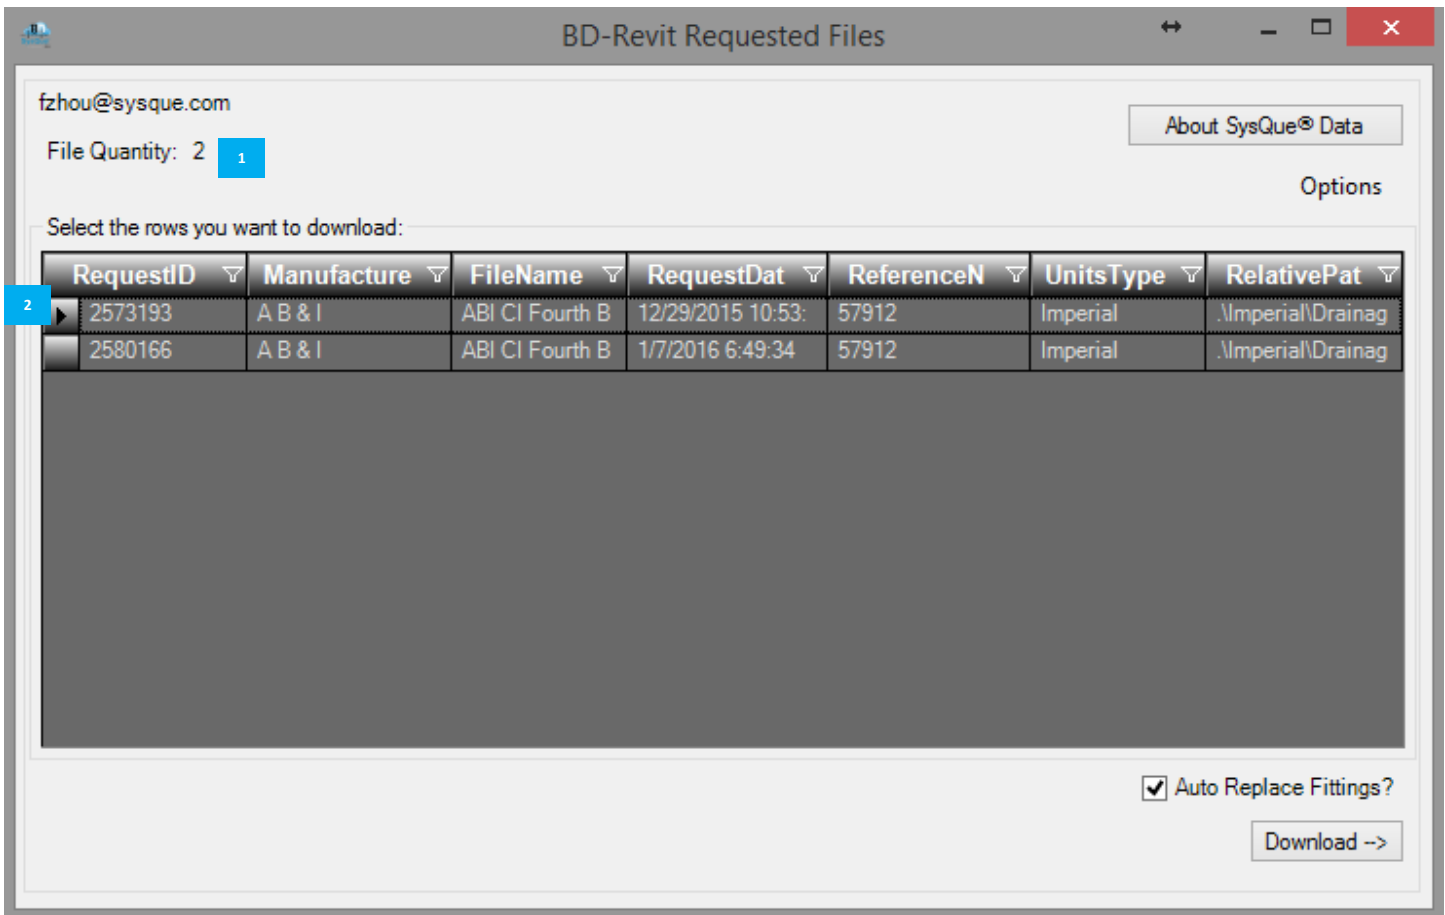 BD-Revit Requested Files
fzhou@sysque.com
About SysQue® Data
File Quantity: 2
1
Options
Select the rows you want to download:
RequestID Manufacture FileName RequestDat ReferenceN UnitsType RelativePat
2
2573193 A B & I ABI CI Fourth B 12/29/2015 10:53: 57912 Imperial .\Imperial\Drainag
2580166 A B & I ABI CI Fourth B 1/7/2016 6:49:34 57912 Imperial .\Imperial\Drainag
Auto Replace Fittings?
Download -->